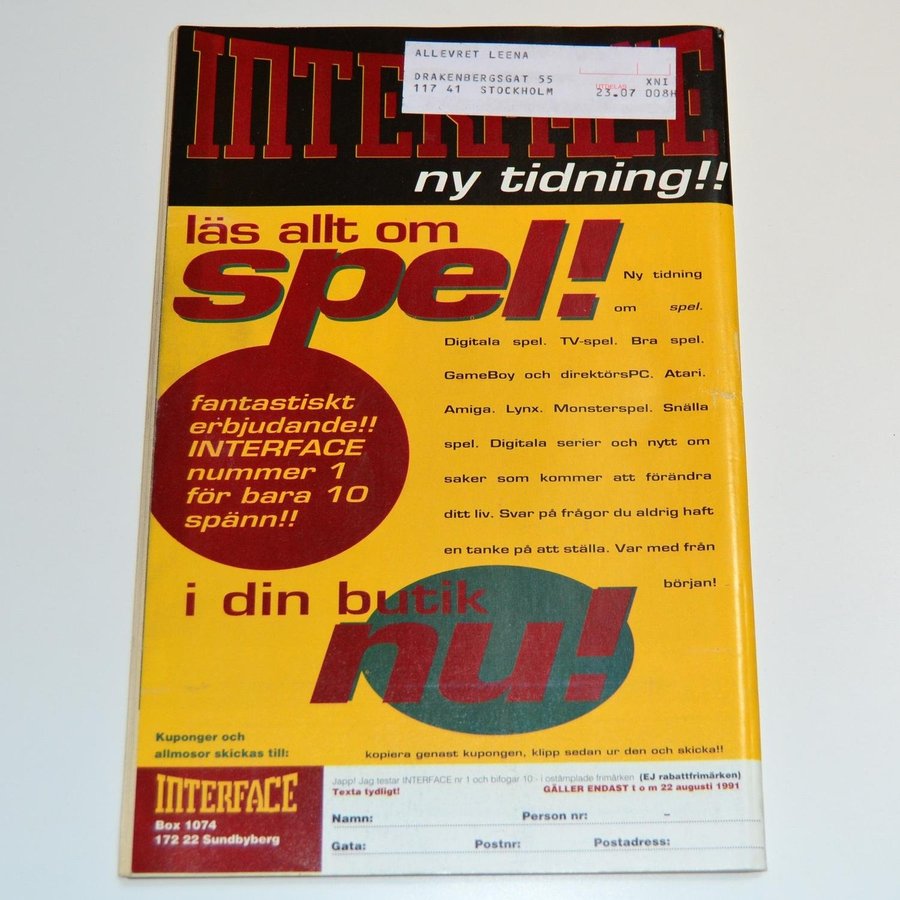 INTERFACE
ALLEVRET LEENA
DRAKENBERGSGAT 55
117 41 STOCKHOLM
UTDELAS
XNI
23.07 008H
ny tidning!!
läs allt om
spel!
Ny tidning
om spel.
Digitala spel. TV-spel. Bra spel.
GameBoy och direktörsPC. Atari.
Amiga. Lynx. Monsterspel. Snälla
spel. Digitala serier och nytt om
saker som kommer att förändra
ditt liv. Svar på frågor du aldrig haft
en tanke på att ställa. Var med från
början!
fantastiskt
erbjudande!!
INTERFACE
nummer 1
för bara 10
spänn!!
i din butik
nu!
Kuponger och
allmosor skickas till:
kopiera genast kupongen, klipp sedan ur den och skicka!!
INTERFACE
Box 1074
172 22 Sundbyberg
Japp! Jag testar INTERFACE nr 1 och bifogar 10:- i ostämplade frimärken (EJ rabattfrimärken)
Texta tydligt! GÄLLER ENDAST t o m 22 augusti 1991
Namn: Person nr: –
Gata: Postnr: Postadress: